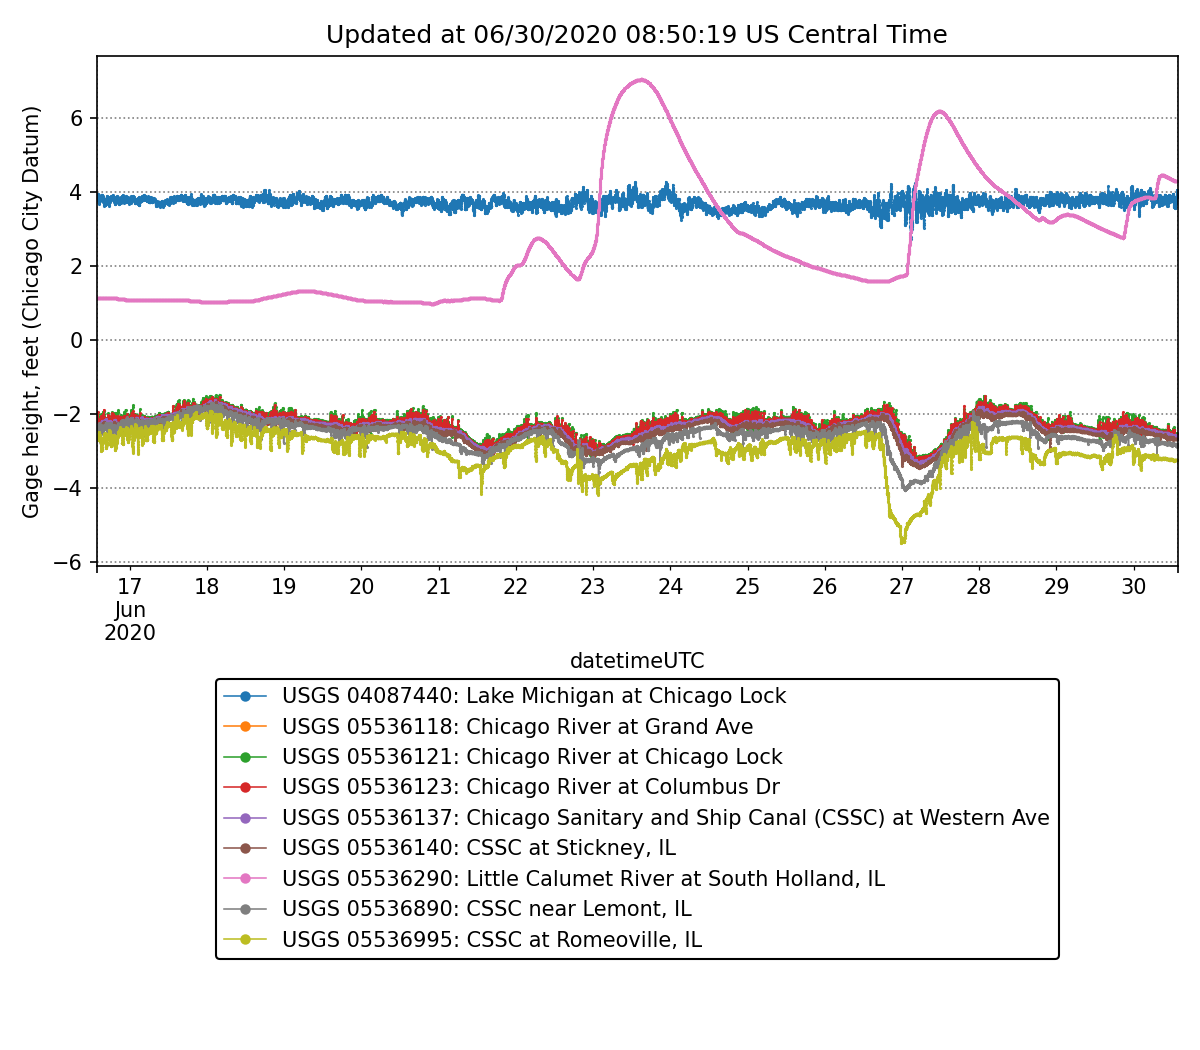 Updated at 06/30/2020 08:50:19 US Central Time
Gage height, feet (Chicago City Datum)
6
4
2
0
−2
−4
−6
17 18 19 20 21 22 23 24 25 26 27 28 29 30
Jun
2020
datetimeUTC
USGS 04087440: Lake Michigan at Chicago Lock
USGS 05536118: Chicago River at Grand Ave
USGS 05536121: Chicago River at Chicago Lock
USGS 05536123: Chicago River at Columbus Dr
USGS 05536137: Chicago Sanitary and Ship Canal (CSSC) at Western Ave
USGS 05536140: CSSC at Stickney, IL
USGS 05536290: Little Calumet River at South Holland, IL
USGS 05536890: CSSC near Lemont, IL
USGS 05536995: CSSC at Romeoville, IL